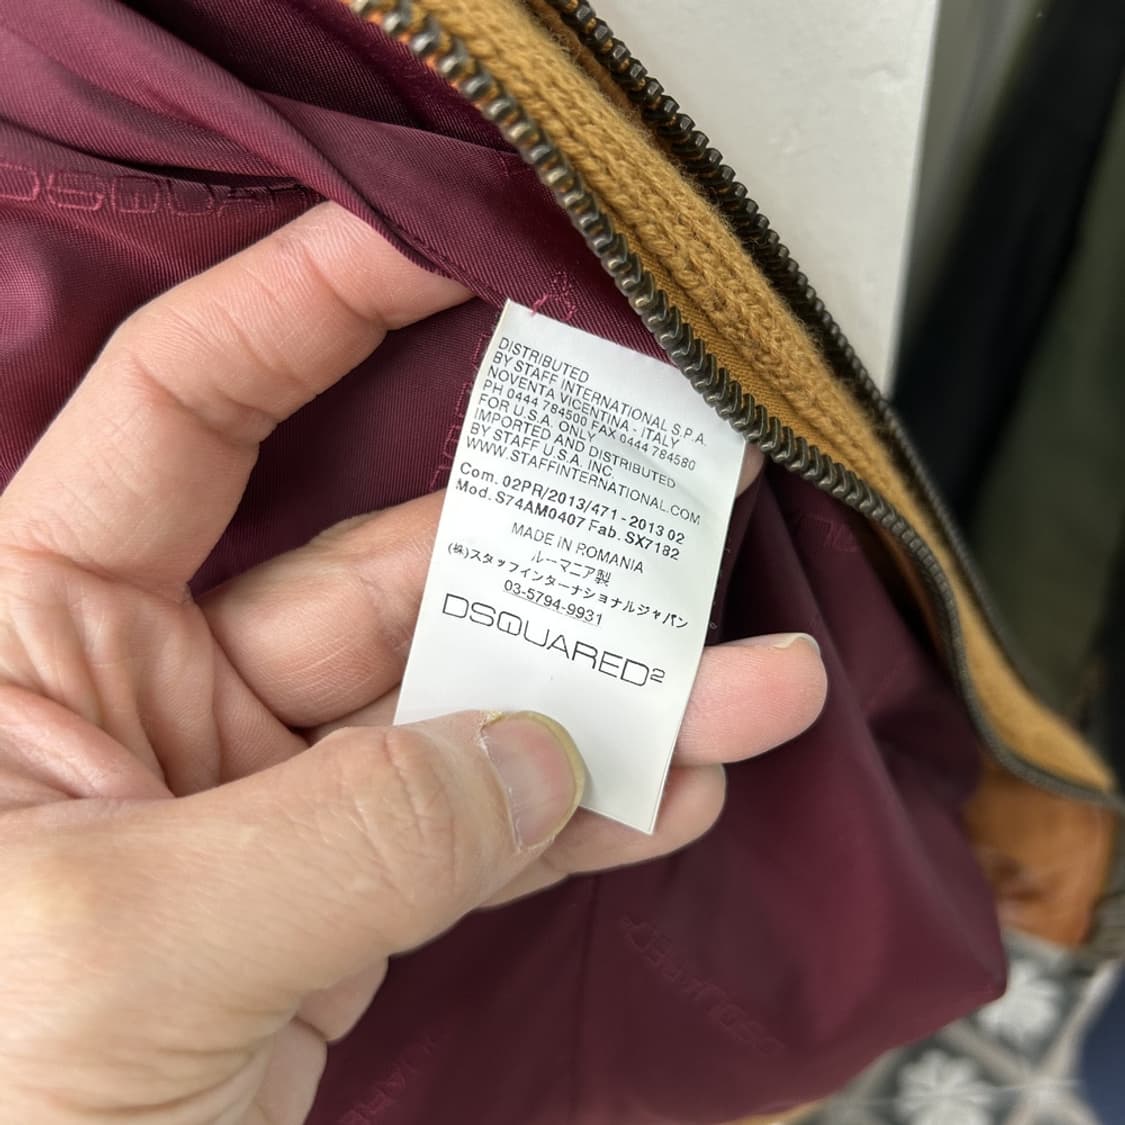 DSQUAR
DISTRIBUTED
BY STAFF INTERNATIONAL S.P.A.
NOVENTA VICENTINA - ITALY
PH 0444 784500 FAX 0444 784580
FOR U.S.A. ONLY
IMPORTED AND DISTRIBUTED
BY STAFF U.S.A. INC.
WWW.STAFFINTERNATIONAL.COM
Com. 02PR/2013/471 - 2013 02
Mod. S74AM0407 Fab. SX7182
MADE IN ROMANIA
ルーマニア製
(株)スタッフインターナショナルジャパン
03-5794-9931
DSQUARED2